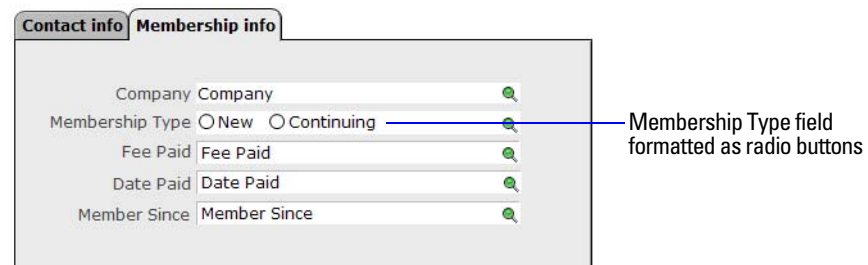 Contact info Membership info
Company Company
Membership Type New Continuing
Membership Type field
formatted as radio buttons
Fee Paid Fee Paid
Date Paid Date Paid
Member Since Member Since